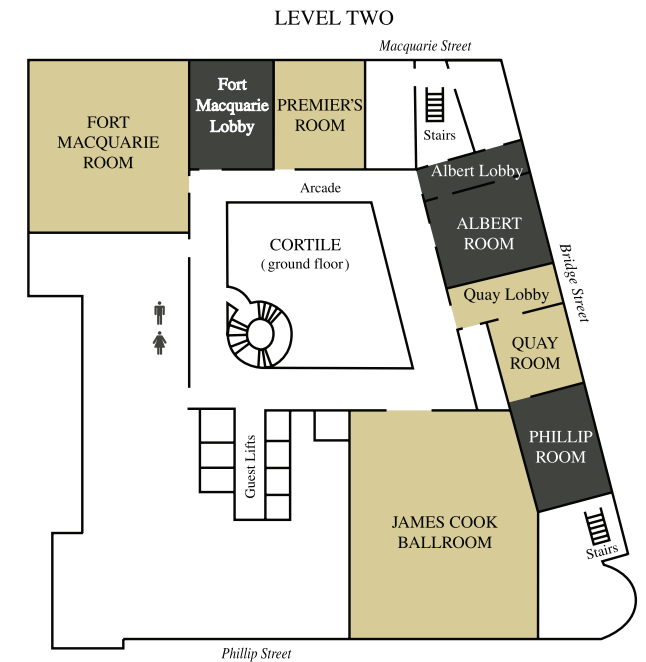 LEVEL TWO
Macquarie Street
Fort
Macquarie
Lobby
PREMIER'S
ROOM
FORT
MACQUARIE
ROOM
Stairs
Albert Lobby
Arcade
ALBERT
ROOM
CORTILE
(ground floor)
Bridge Street
Quay Lobby
QUAY
ROOM
PHILLIP
ROOM
Guest Lifts
JAMES COOK
BALLROOM
Stairs
Phillip Street